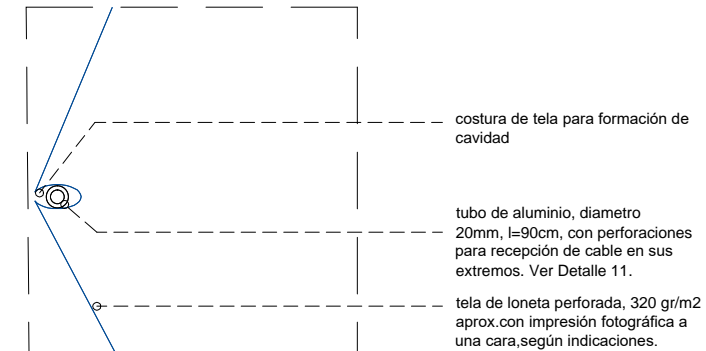 costura de tela para formación de
cavidad
tubo de aluminio, diametro
20mm, l=90cm, con perforaciones
para recepción de cable en sus
extremos. Ver Detalle 11.
tela de loneta perforada, 320 gr/m2
aprox.con impresión fotográfica a
una cara,según indicaciones.